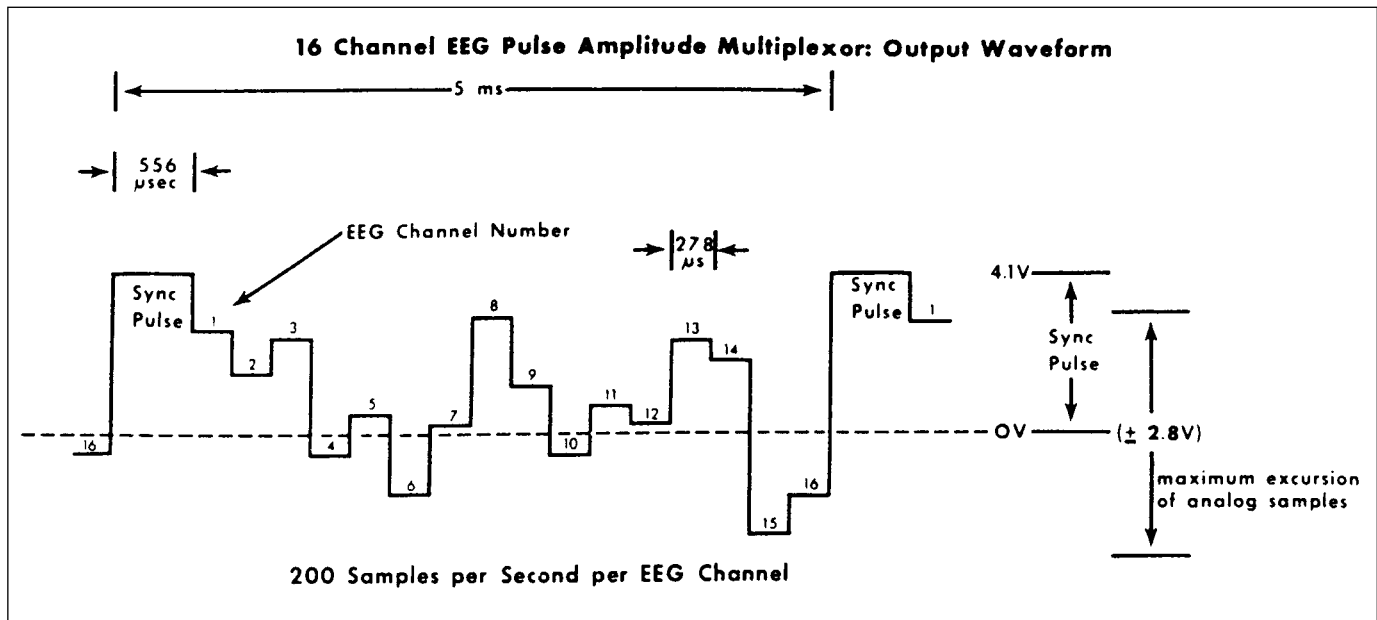 16 Channel EEG Pulse Amplitude Multiplexor: Output Waveform
5 ms
556
μsec
EEG Channel Number
278
μs
Sync
Pulse
1
2
3
4
5
6
7
8
9
10
11
12
13
14
15
16
16
Sync
Pulse
1
4.1V
Sync
Pulse
0V
(± 2.8V)
maximum excursion
of analog samples
200 Samples per Second per EEG Channel